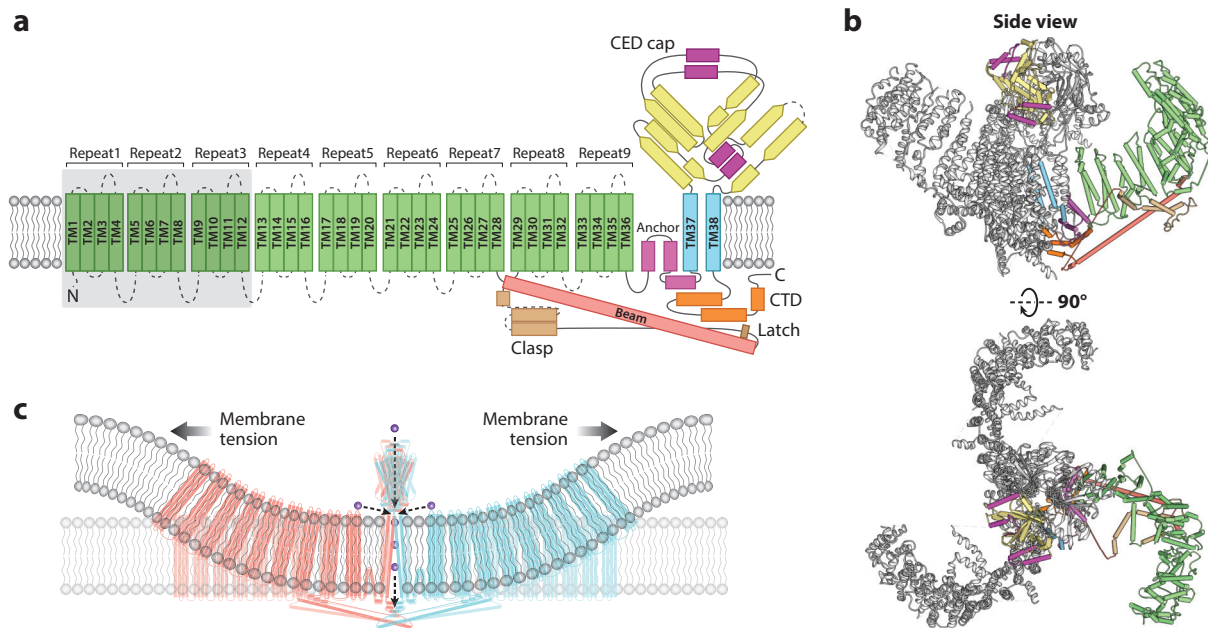 a
CED cap
Repeat1 Repeat2 Repeat3 Repeat4 Repeat5 Repeat6 Repeat7 Repeat8 Repeat9
TM1 TM2 TM3 TM4 TM5 TM6 TM7 TM8 TM9 TM10 TM11 TM12 TM13 TM14 TM15 TM16 TM17 TM18 TM19 TM20 TM21 TM22 TM23 TM24 TM25 TM26 TM27 TM28 TM29 TM30 TM31 TM32 TM33 TM34 TM35 TM36 Anchor TM37 TM38
N
C
CTD
Beam
Latch
Clasp
b
Side view
90°
c
Membrane
tension
Membrane
tension